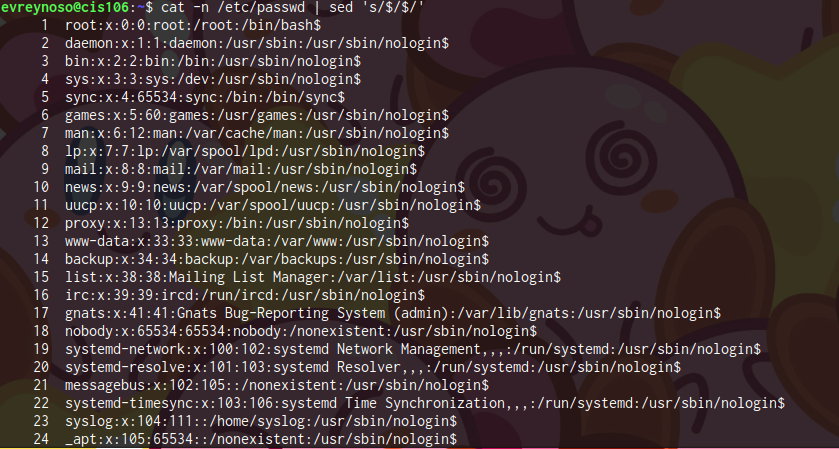 evreynoso@cis106:~$ cat -n /etc/passwd | sed 's/$/$/'
1 root:x:0:0:root:/root:/bin/bash$
2 daemon:x:1:1:daemon:/usr/sbin:/usr/sbin/nologin$
3 bin:x:2:2:bin:/bin:/usr/sbin/nologin$
4 sys:x:3:3:sys:/dev:/usr/sbin/nologin$
5 sync:x:4:65534:sync:/bin:/bin/sync$
6 games:x:5:60:games:/usr/games:/usr/sbin/nologin$
7 man:x:6:12:man:/var/cache/man:/usr/sbin/nologin$
8 lp:x:7:7:lp:/var/spool/lpd:/usr/sbin/nologin$
9 mail:x:8:8:mail:/var/mail:/usr/sbin/nologin$
10 news:x:9:9:news:/var/spool/news:/usr/sbin/nologin$
11 uucp:x:10:10:uucp:/var/spool/uucp:/usr/sbin/nologin$
12 proxy:x:13:13:proxy:/bin:/usr/sbin/nologin$
13 www-data:x:33:33:www-data:/var/www:/usr/sbin/nologin$
14 backup:x:34:34:backup:/var/backups:/usr/sbin/nologin$
15 list:x:38:38:Mailing List Manager:/var/list:/usr/sbin/nologin$
16 irc:x:39:39:ircd:/run/ircd:/usr/sbin/nologin$
17 gnats:x:41:41:Gnats Bug-Reporting System (admin):/var/lib/gnats:/usr/sbin/nologin$
18 nobody:x:65534:65534:nobody:/nonexistent:/usr/sbin/nologin$
19 systemd-network:x:100:102:systemd Network Management,,,:/run/systemd:/usr/sbin/nologin$
20 systemd-resolve:x:101:103:systemd Resolver,,,:/run/systemd:/usr/sbin/nologin$
21 messagebus:x:102:105::/nonexistent:/usr/sbin/nologin$
22 systemd-timesync:x:103:106:systemd Time Synchronization,,,:/run/systemd:/usr/sbin/nologin$
23 syslog:x:104:111::/home/syslog:/usr/sbin/nologin$
24 _apt:x:105:65534::/nonexistent:/usr/sbin/nologin$